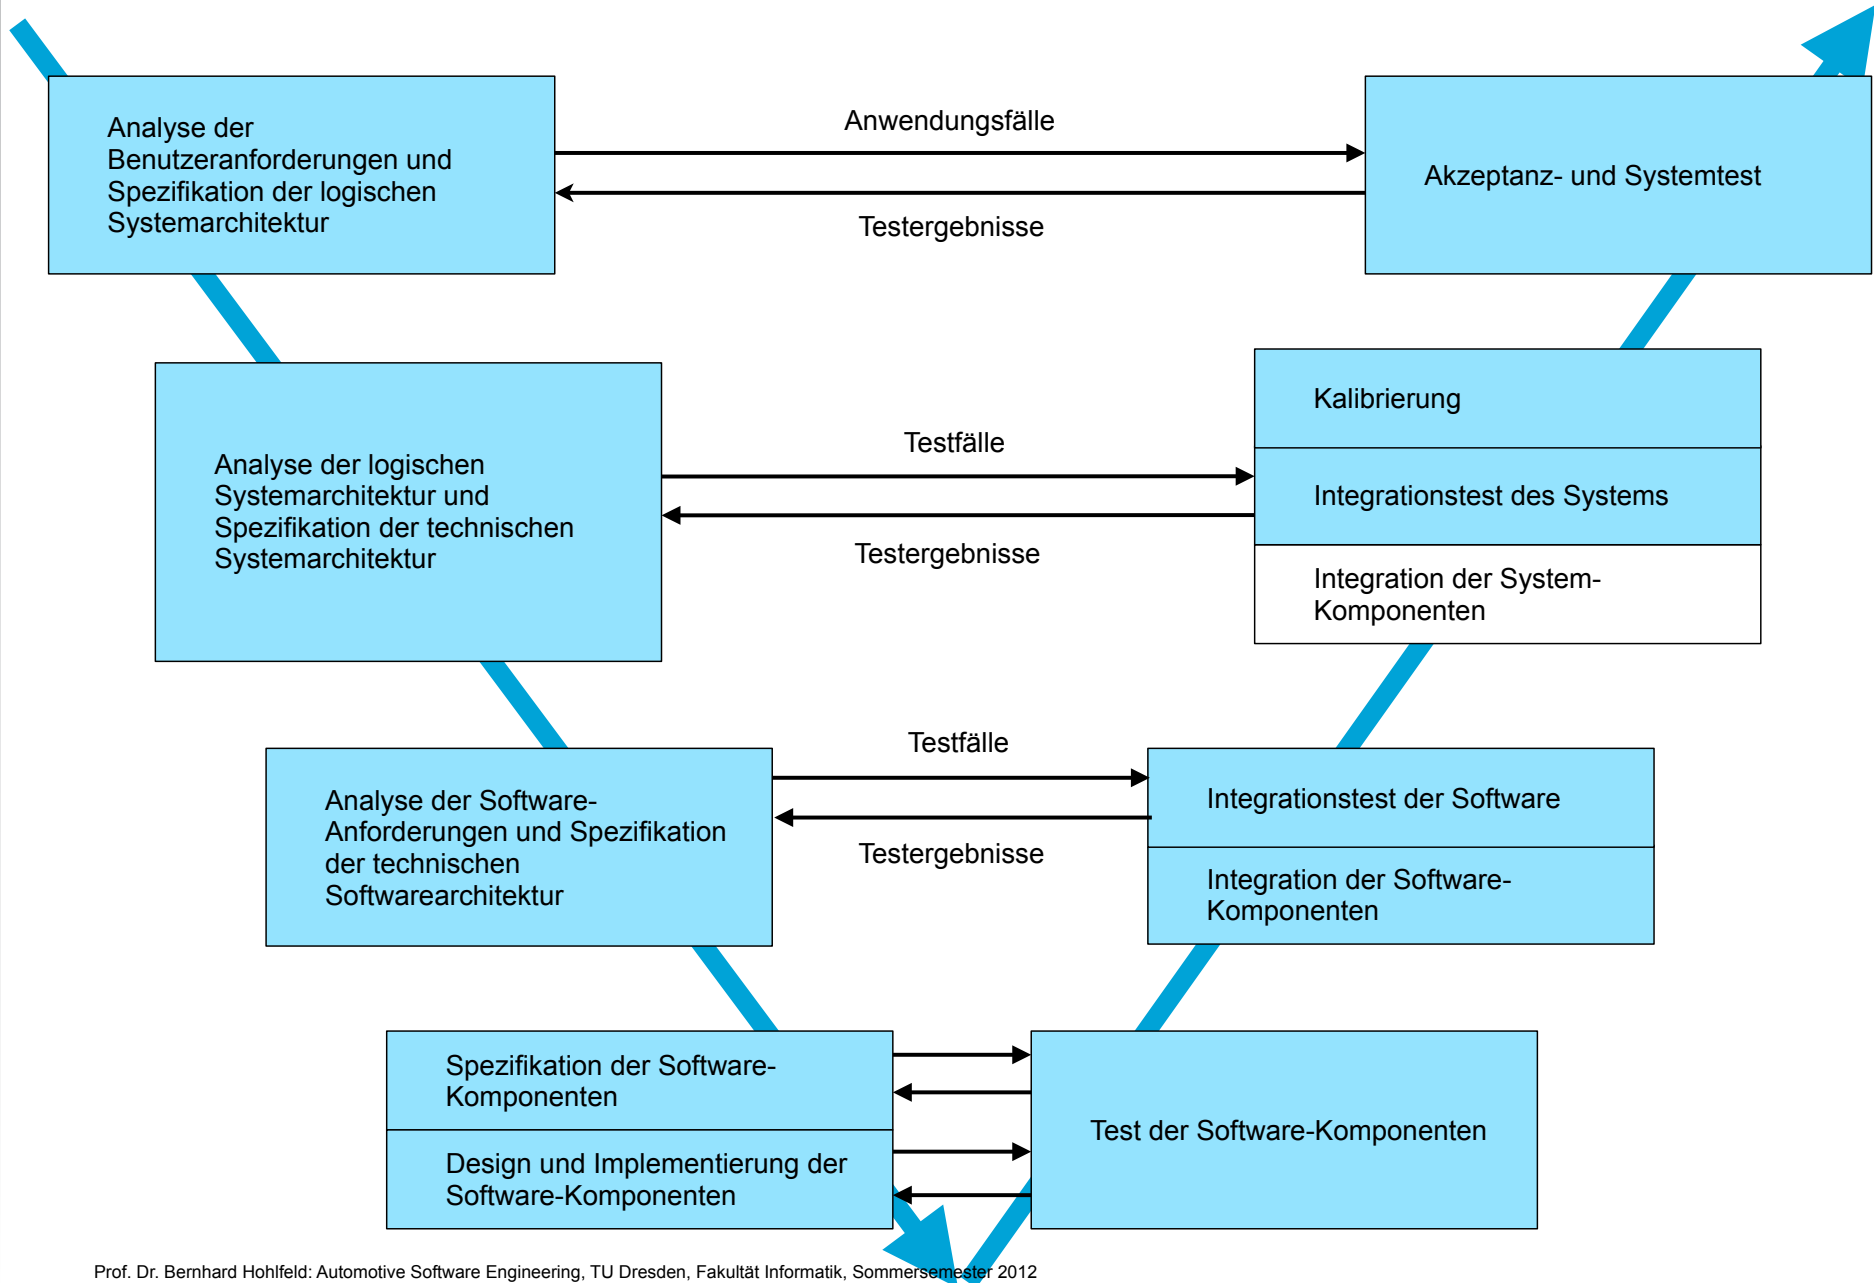 Analyse der
Benutzeranforderungen und
Spezifikation der logischen
Systemarchitektur
Anwendungsfälle
Testergebnisse
Akzeptanz- und Systemtest
Analyse der logischen
Systemarchitektur und
Spezifikation der technischen
Systemarchitektur
Testfälle
Testergebnisse
Kalibrierung
Integrationstest des Systems
Integration der System-
Komponenten
Analyse der Software-
Anforderungen und Spezifikation
der technischen
Softwarearchitektur
Testfälle
Testergebnisse
Integrationstest der Software
Integration der Software-
Komponenten
Spezifikation der Software-
Komponenten
Design und Implementierung der
Software-Komponenten
Test der Software-Komponenten
Prof. Dr. Bernhard Hohlfeld: Automotive Software Engineering, TU Dresden, Fakultät Informatik, Sommersemester 2012